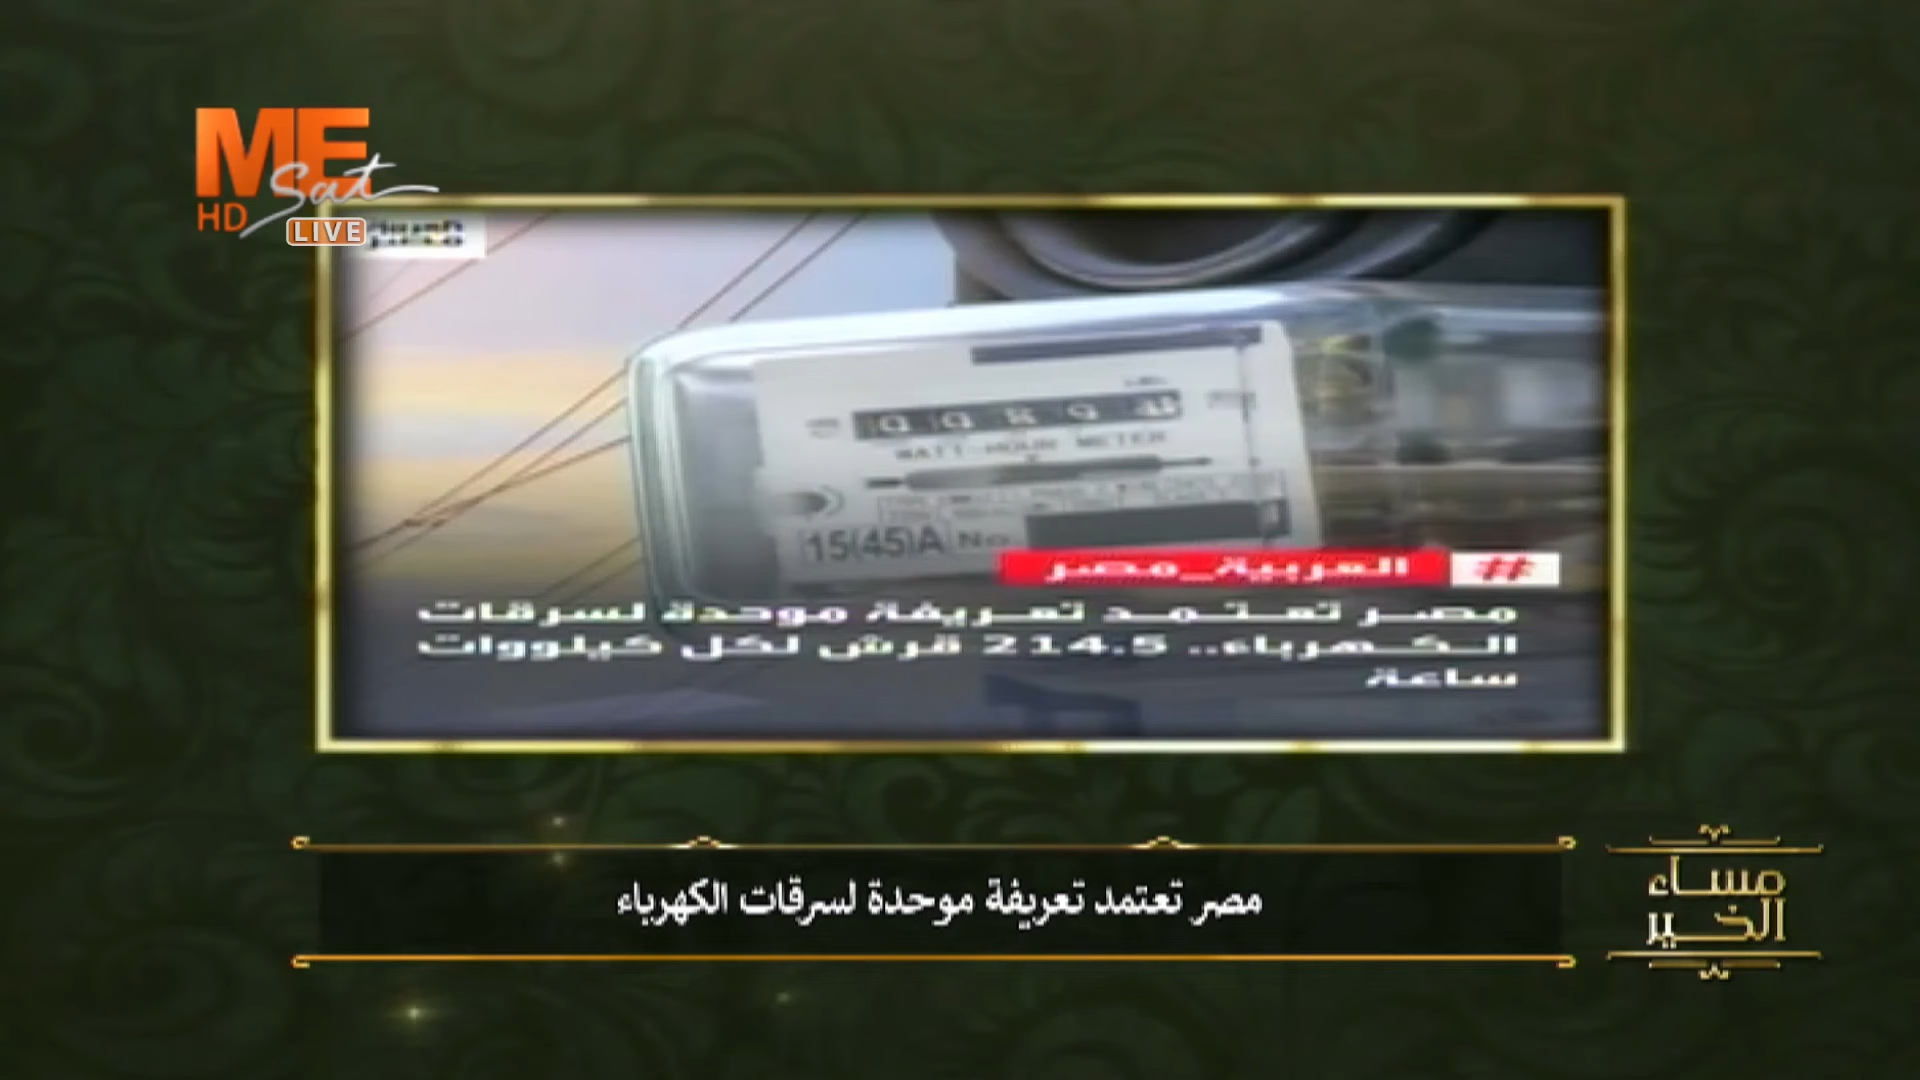 ME
Sat
HD
LIVE
WATT-HOUR METER
15(45)A No
# العربية_مصر
مصر تعتمد تعريفة موحدة لسرقات
الكهرباء.. 214.5 قرش لكل كيلووات
ساعة
مصر تعتمد تعريفة موحدة لسرقات الكهرباء
مساء
الخير